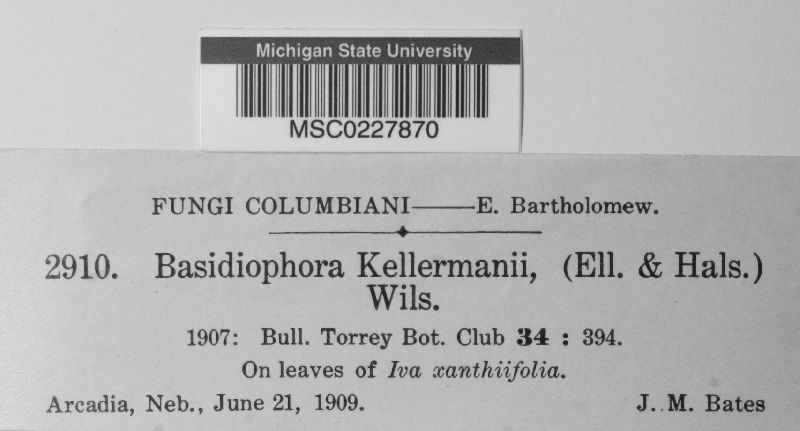 Michigan State University
MSC0227870
FUNGI COLUMBIANI——E. Bartholomew.
2910. Basidiophora Kellermanii, (Ell. & Hals.)
Wils.
1907: Bull. Torrey Bot. Club 34 : 394.
On leaves of Iva xanthiifolia.
Arcadia, Neb., June 21, 1909. J. M. Bates